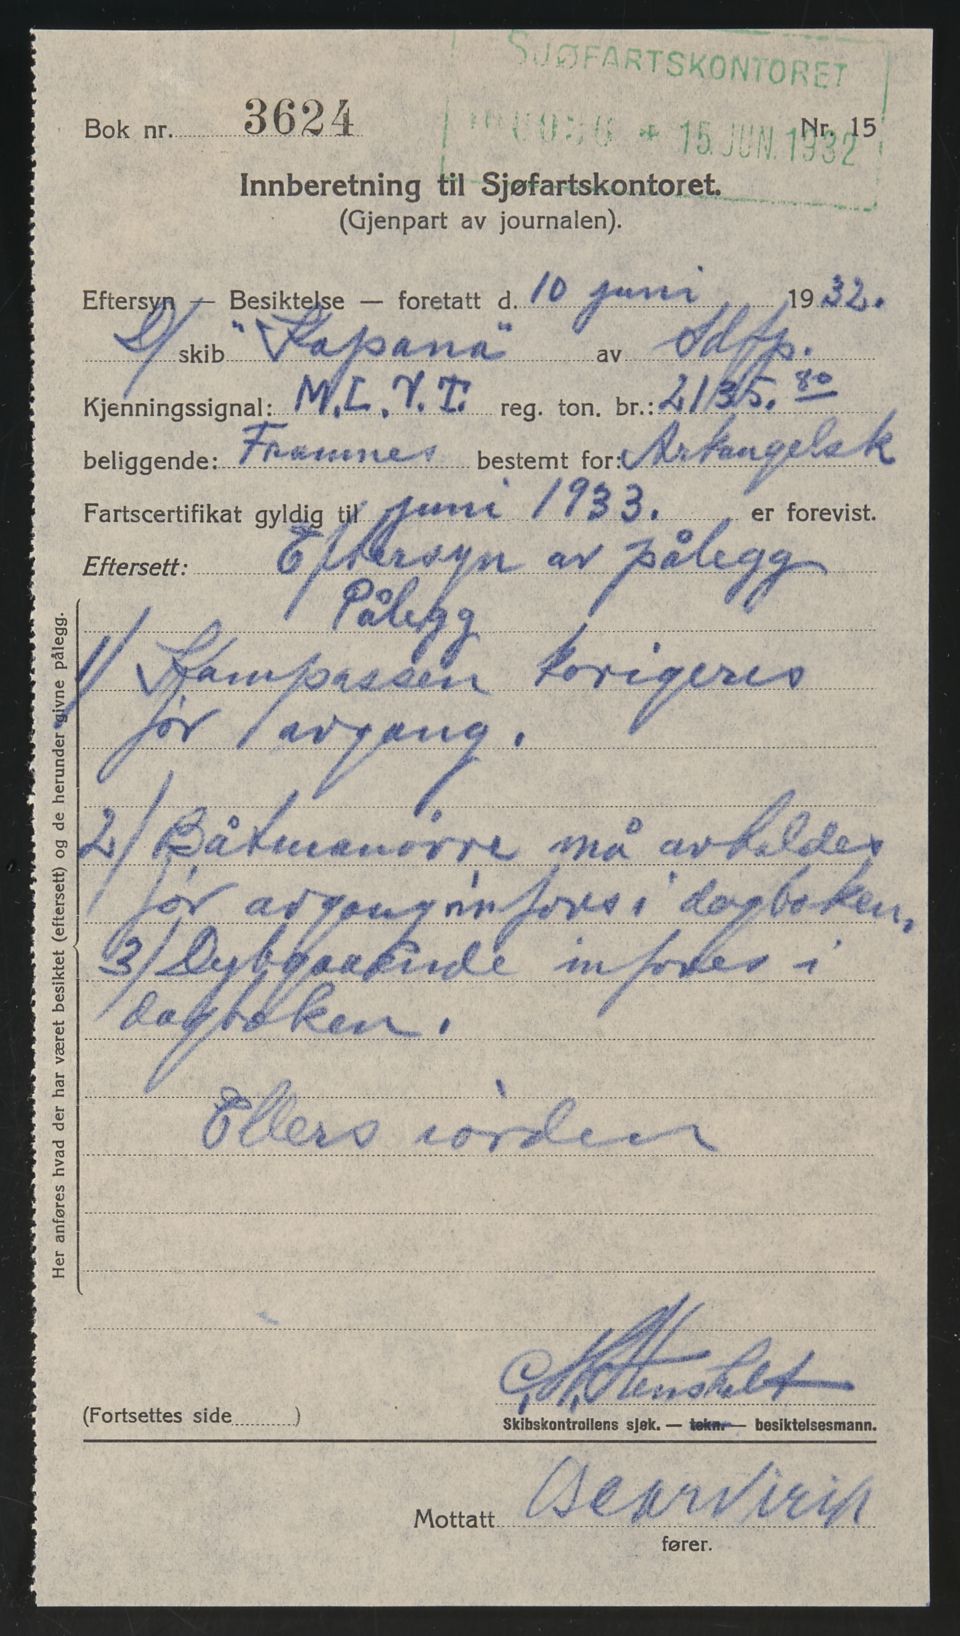 SJØFARTSKONTORET
15. JUN. 1932
Bok nr. 3624 Nr. 15
Innberetning til Sjøfartskontoret.
(Gjenpart av journalen).
Eftersyn — Besiktelse — foretatt d. 10 juni 1932.
D/ skib "Kapana" av Sdfp.
Kjenningssignal: M.L.V.T. reg. ton. br.: 2135.80
beliggende: Framnes bestemt for: Arkangelsk
Fartscertifikat gyldig til juni 1933. er forevist.
Eftersett: Eftersyn av pålegg
Pålegg
1/ Kompassen korigeres
før avgang.
2/ Båtmanøvre må avholdes
før avgang innføres i dagboken.
3/ Dybgaaende innføres i
dagboken.
Ellers iorden
Her anføres hvad der har været besiktet (eftersett) og de herunder givne pålegg.
(Fortsettes side )
Skibskontrollens sjøk. — tekn. — besiktelsesmann.
Mottatt
fører.